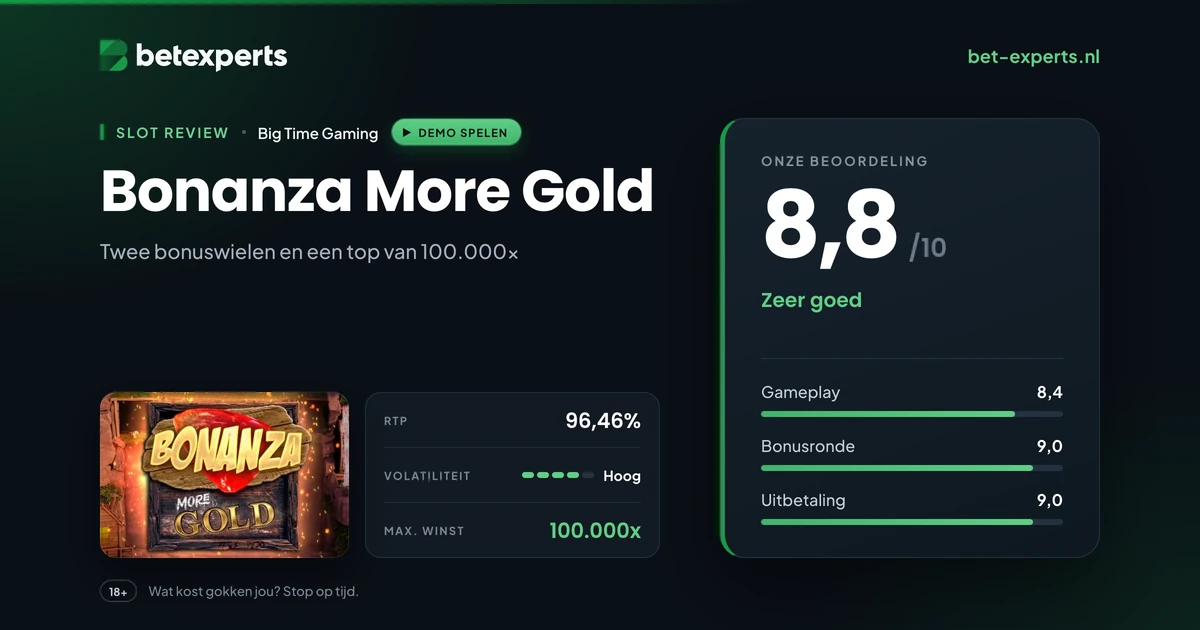 betexperts
bet-experts.nl
SLOT REVIEW • Big Time Gaming ▶ DEMO SPELEN
Bonanza More Gold
Twee bonuswielen en een top van 100.000×
BONANZA
MORE
GOLD
RTP 96,46%
VOLATILITEIT Hoog
MAX. WINST 100.000x
ONZE BEOORDELING
8,8 /10
Zeer goed
Gameplay 8,4
Bonusronde 9,0
Uitbetaling 9,0
18+ Wat kost gokken jou? Stop op tijd.